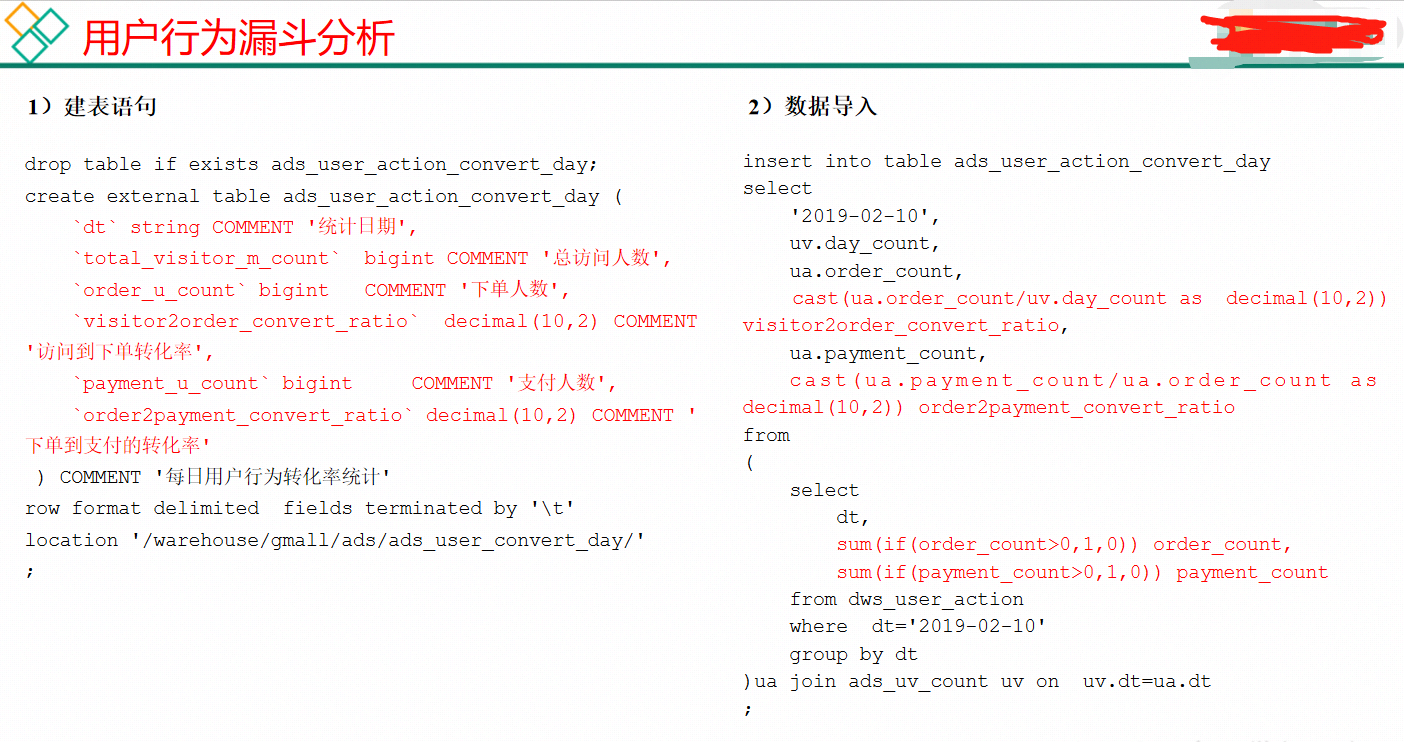 用户行为漏斗分析
1）建表语句
drop table if exists ads_user_action_convert_day;
create external table ads_user_action_convert_day (
`dt` string COMMENT '统计日期',
`total_visitor_m_count`  bigint COMMENT '总访问人数',
`order_u_count` bigint   COMMENT '下单人数',
`visitor2order_convert_ratio`  decimal(10,2) COMMENT
'访问到下单转化率',
`payment_u_count` bigint     COMMENT '支付人数',
`order2payment_convert_ratio` decimal(10,2) COMMENT '
下单到支付的转化率'
) COMMENT '每日用户行为转化率统计'
row format delimited  fields terminated by '\t'
location '/warehouse/gmall/ads/ads_user_convert_day/'
;
2）数据导入
insert into table ads_user_action_convert_day
select
'2019-02-10',
uv.day_count,
ua.order_count,
cast(ua.order_count/uv.day_count as  decimal(10,2))
visitor2order_convert_ratio,
ua.payment_count,
cast(ua.payment_count/ua.order_count as
decimal(10,2)) order2payment_convert_ratio
from
(
select
dt,
sum(if(order_count>0,1,0)) order_count,
sum(if(payment_count>0,1,0)) payment_count
from dws_user_action
where  dt='2019-02-10'
group by dt
)ua join ads_uv_count uv on  uv.dt=ua.dt
;